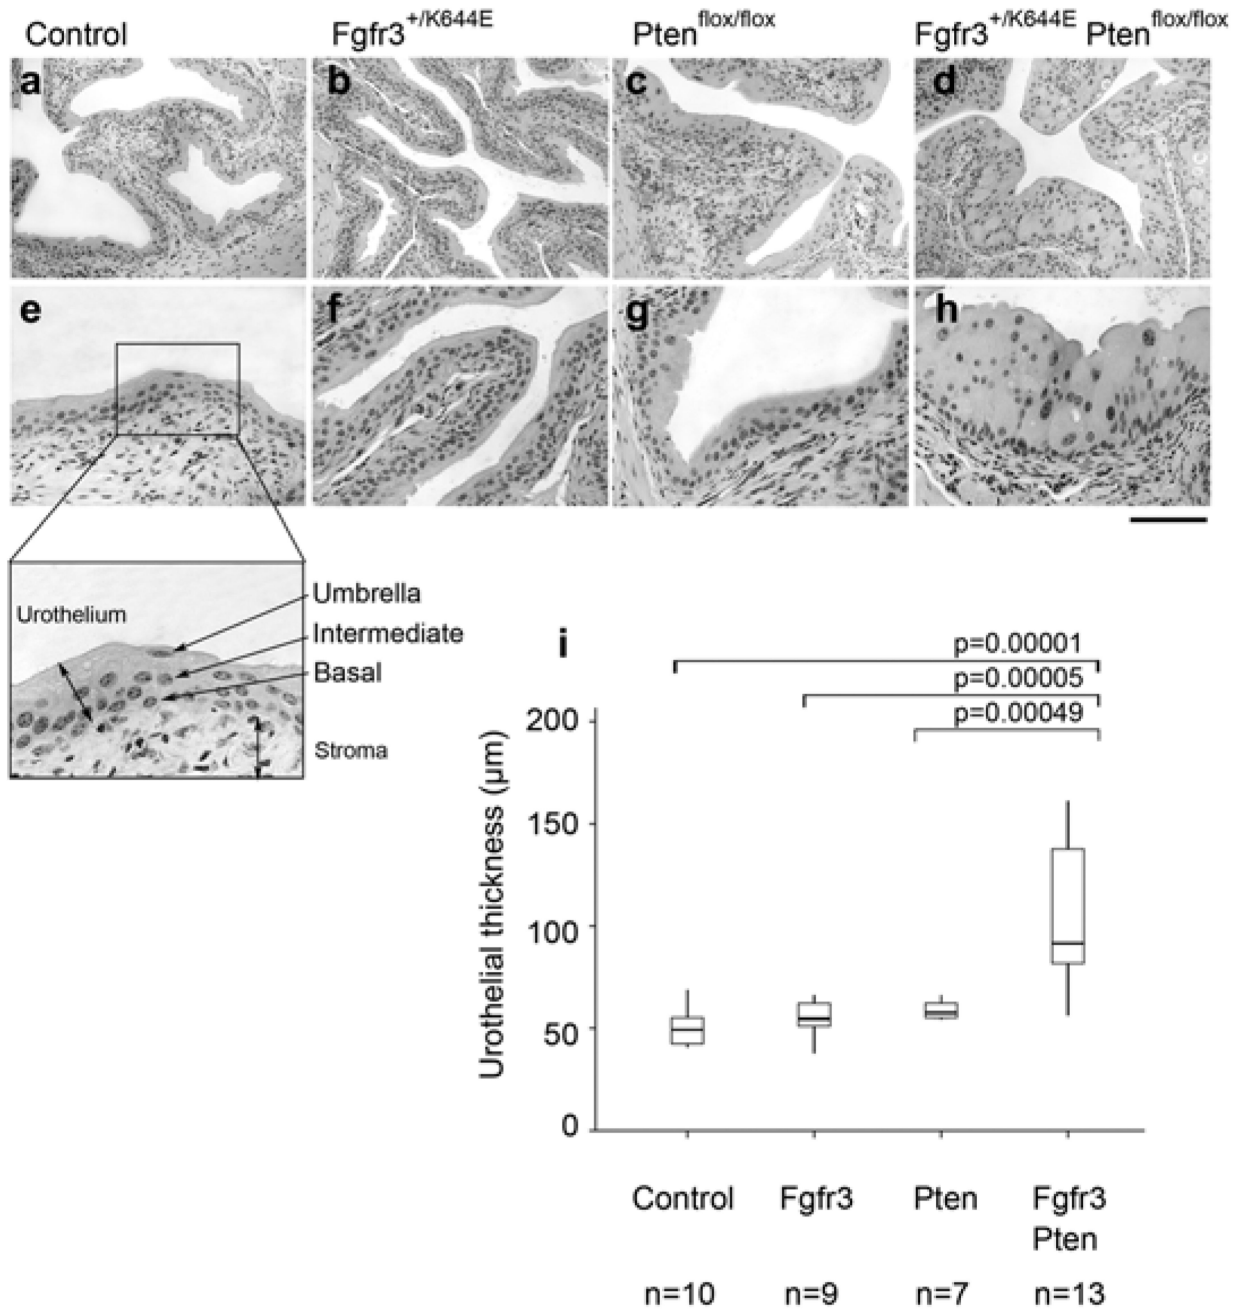 Control Fgfr3+/K644E Ptenflox/flox Fgfr3+/K644E Ptenflox/flox
a b c d
e f g h
Urothelium
Umbrella
Intermediate
Basal
Stroma
i
p=0.00001
p=0.00005
p=0.00049
Urothelial thickness (µm)
200
150
100
50
0
Control Fgfr3 Pten Fgfr3
Pten
n=10 n=9 n=7 n=13